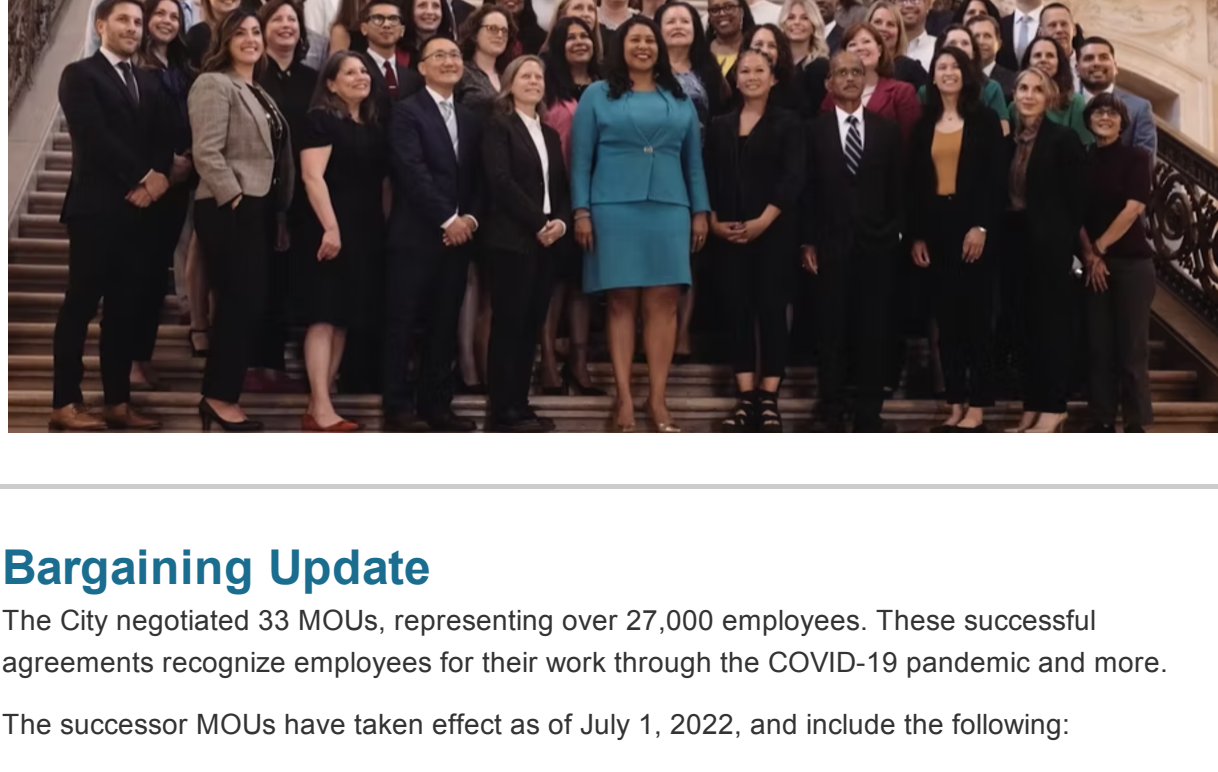 Bargaining Update
The City negotiated 33 MOUs, representing over 27,000 employees. These successful
agreements recognize employees for their work through the COVID-19 pandemic and more.
The successor MOUs have taken effect as of July 1, 2022, and include the following: